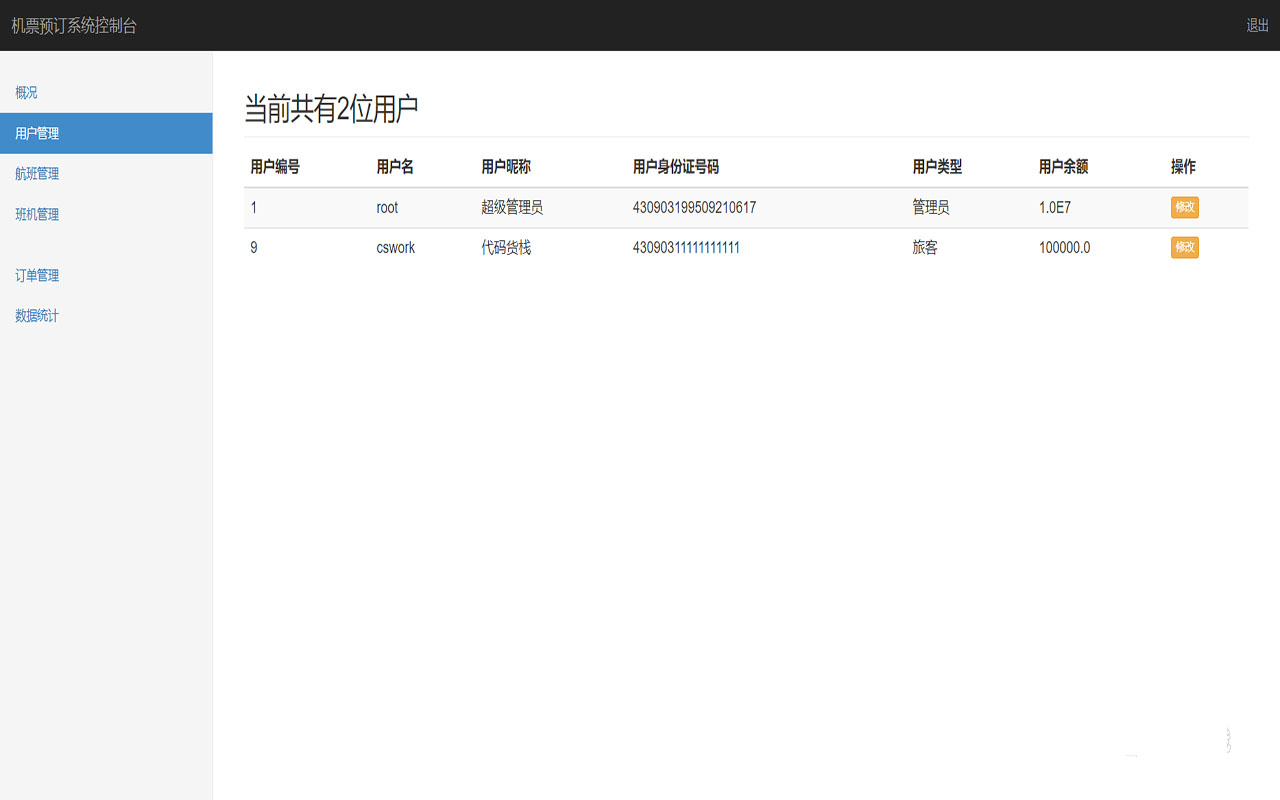 机票预订系统控制台 退出
概况
用户管理
航班管理
班机管理
订单管理
数据统计
当前共有2位用户
用户编号 用户名 用户昵称 用户身份证号码 用户类型 用户余额 操作
1 root 超级管理员 430903199509210617 管理员 1.0E7 修改
9 cswork 代码货栈 43090311111111111 旅客 100000.0 修改